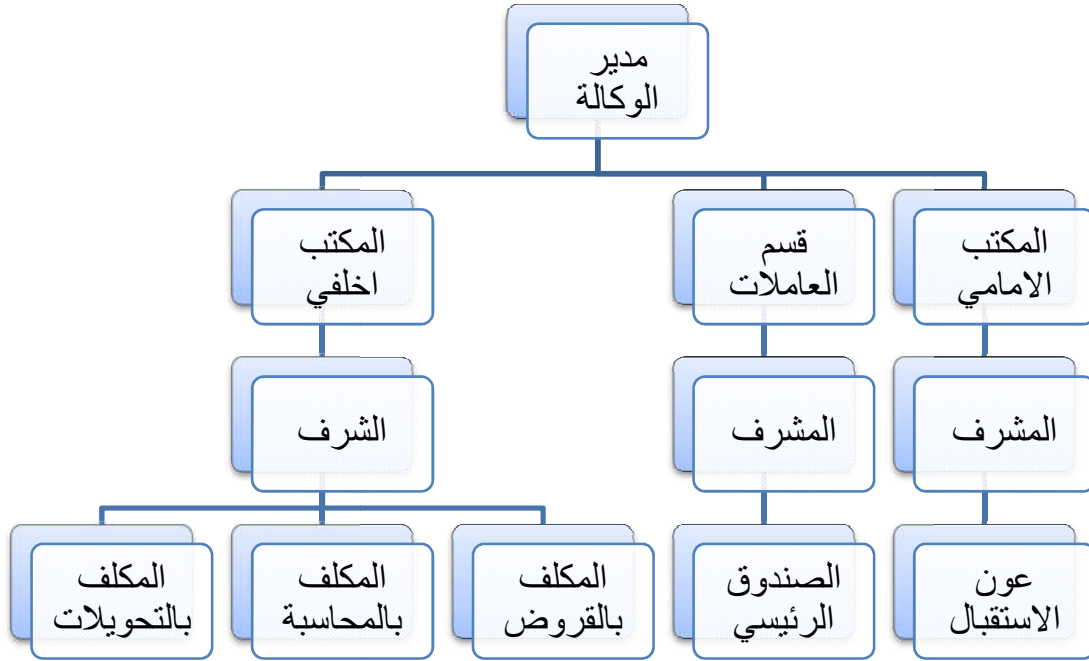 مدير
الوكالة
المكتب
الامامي
قسم
العاملات
المكتب
اخلفي
المشرف
المشرف
الشرف
عون
الاستقبال
الصندوق
الرئيسي
المكلف
بالقروض
المكلف
بالمحاسبة
المكلف
بالتحويلات